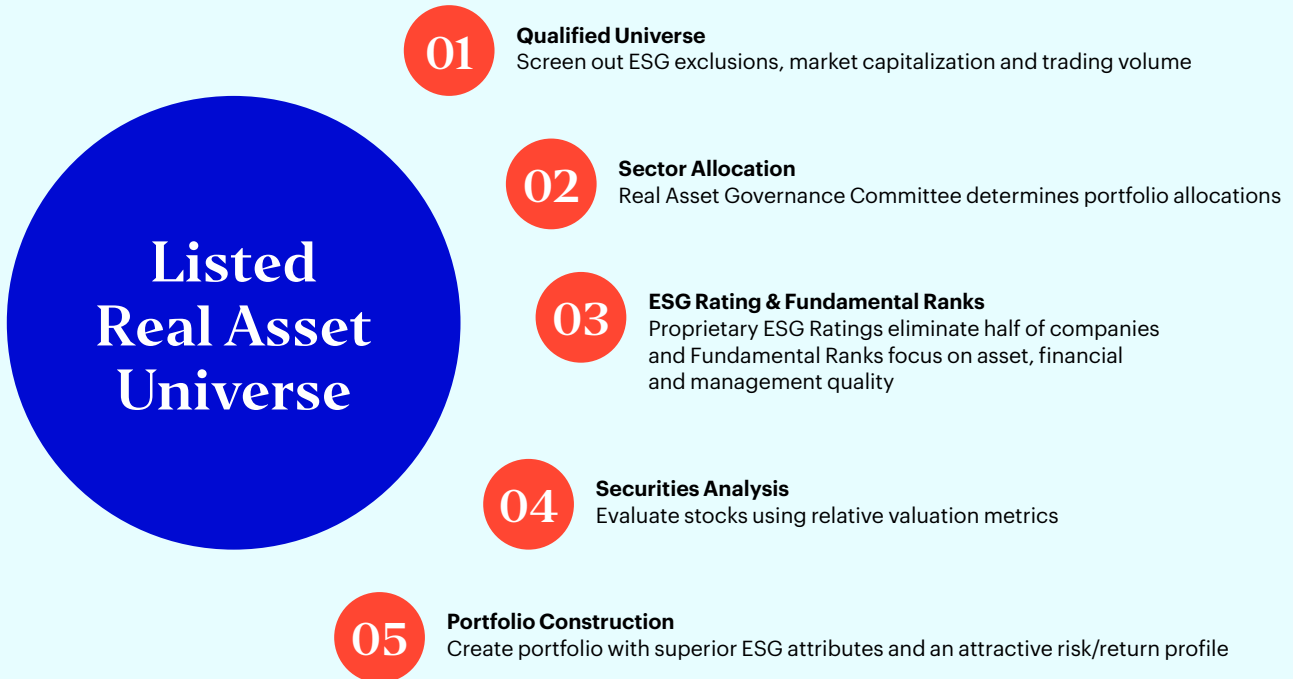 Listed
Real Asset
Universe
01
Qualified Universe
Screen out ESG exclusions, market capitalization and trading volume
02
Sector Allocation
Real Asset Governance Committee determines portfolio allocations
03
ESG Rating & Fundamental Ranks
Proprietary ESG Ratings eliminate half of companies
and Fundamental Ranks focus on asset, financial
and management quality
04
Securities Analysis
Evaluate stocks using relative valuation metrics
05
Portfolio Construction
Create portfolio with superior ESG attributes and an attractive risk/return profile